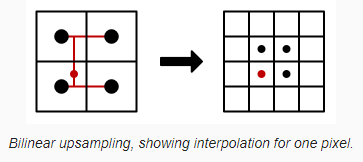 Bilinear upsampling, showing interpolation for one pixel.